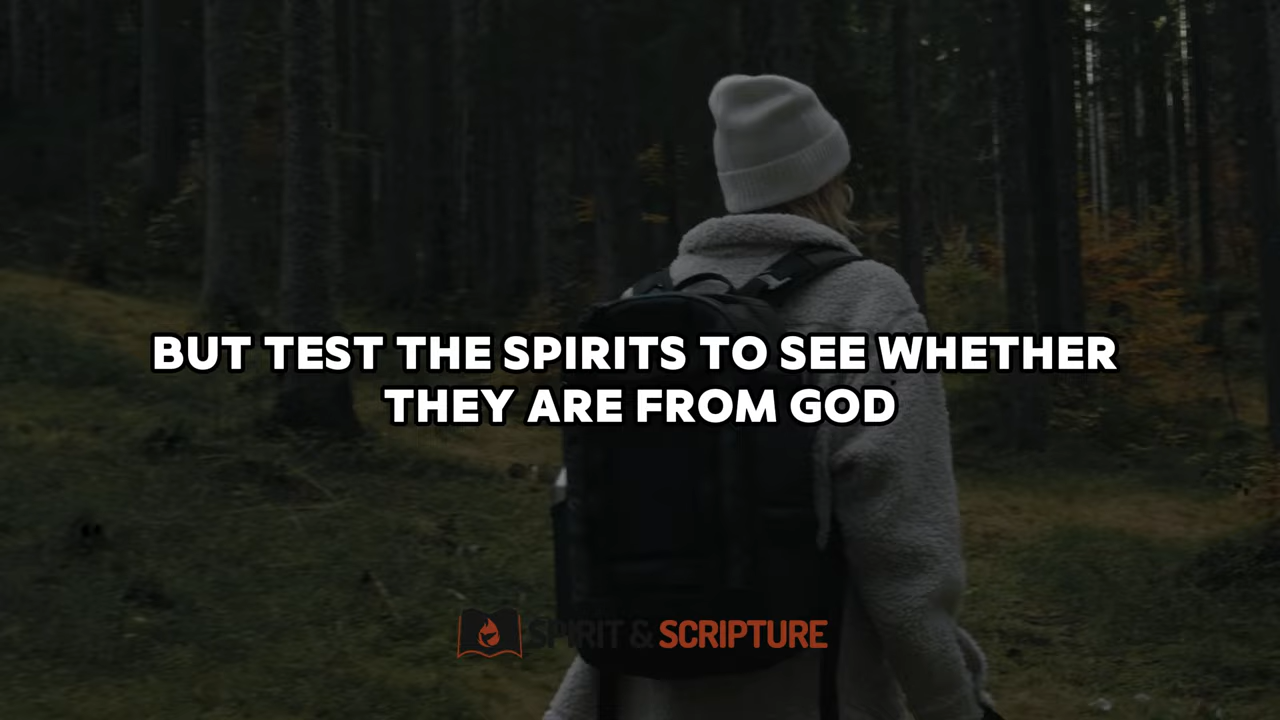 BUT TEST THE SPIRITS TO SEE WHETHER
THEY ARE FROM GOD
SPIRIT & SCRIPTURE